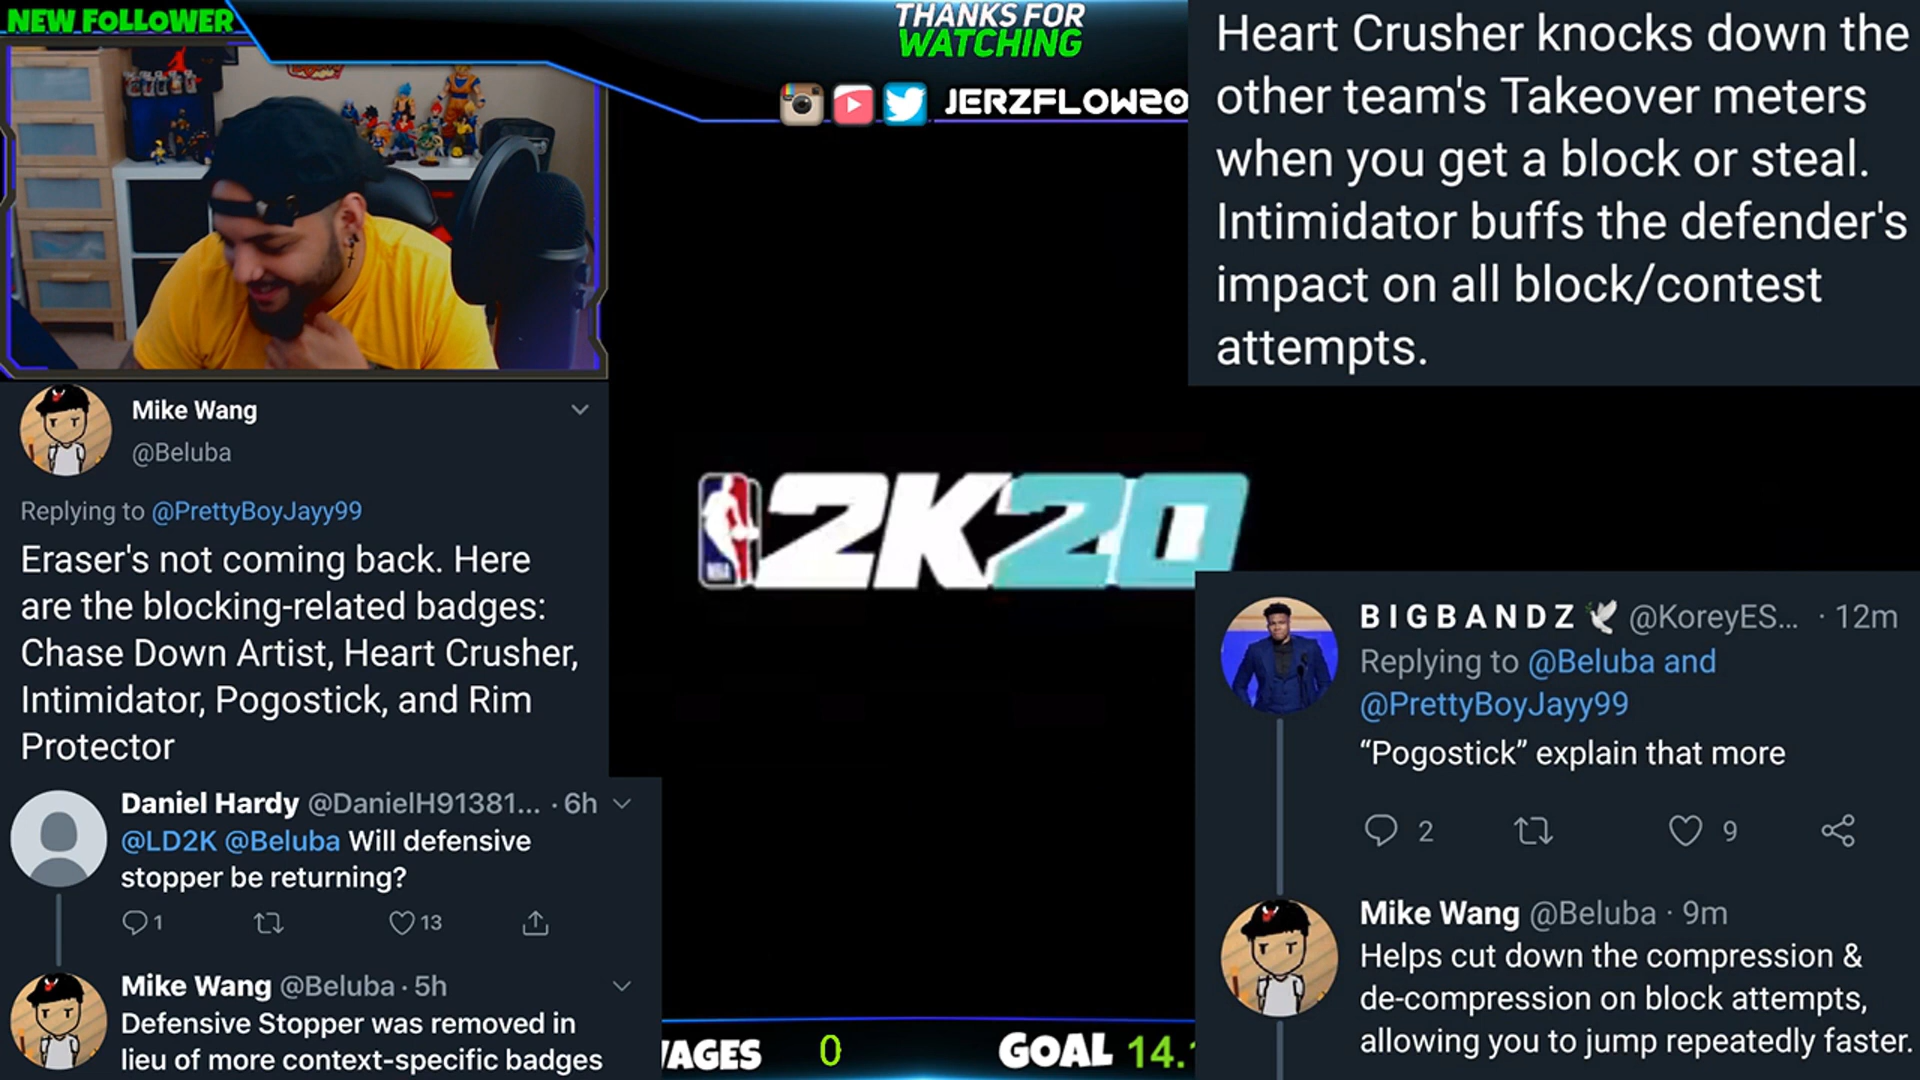 NEW FOLLOWER
THANKS FOR
WATCHING
JERZFLOW20
Heart Crusher knocks down the
other team's Takeover meters
when you get a block or steal.
Intimidator buffs the defender's
impact on all block/contest
attempts.
Mike Wang
@Beluba
Replying to @PrettyBoyJayy99
Eraser's not coming back. Here
are the blocking-related badges:
Chase Down Artist, Heart Crusher,
Intimidator, Pogostick, and Rim
Protector
NBA 2K20
Daniel Hardy @DanielH91381... · 6h
@LD2K @Beluba Will defensive
stopper be returning?
1 13
Mike Wang @Beluba · 5h
Defensive Stopper was removed in
lieu of more context-specific badges
BIGBANDZ @KoreyES... · 12m
Replying to @Beluba and
@PrettyBoyJayy99
“Pogostick” explain that more
2 9
Mike Wang @Beluba · 9m
Helps cut down the compression &
de-compression on block attempts,
allowing you to jump repeatedly faster.
VAGES 0 GOAL 14.